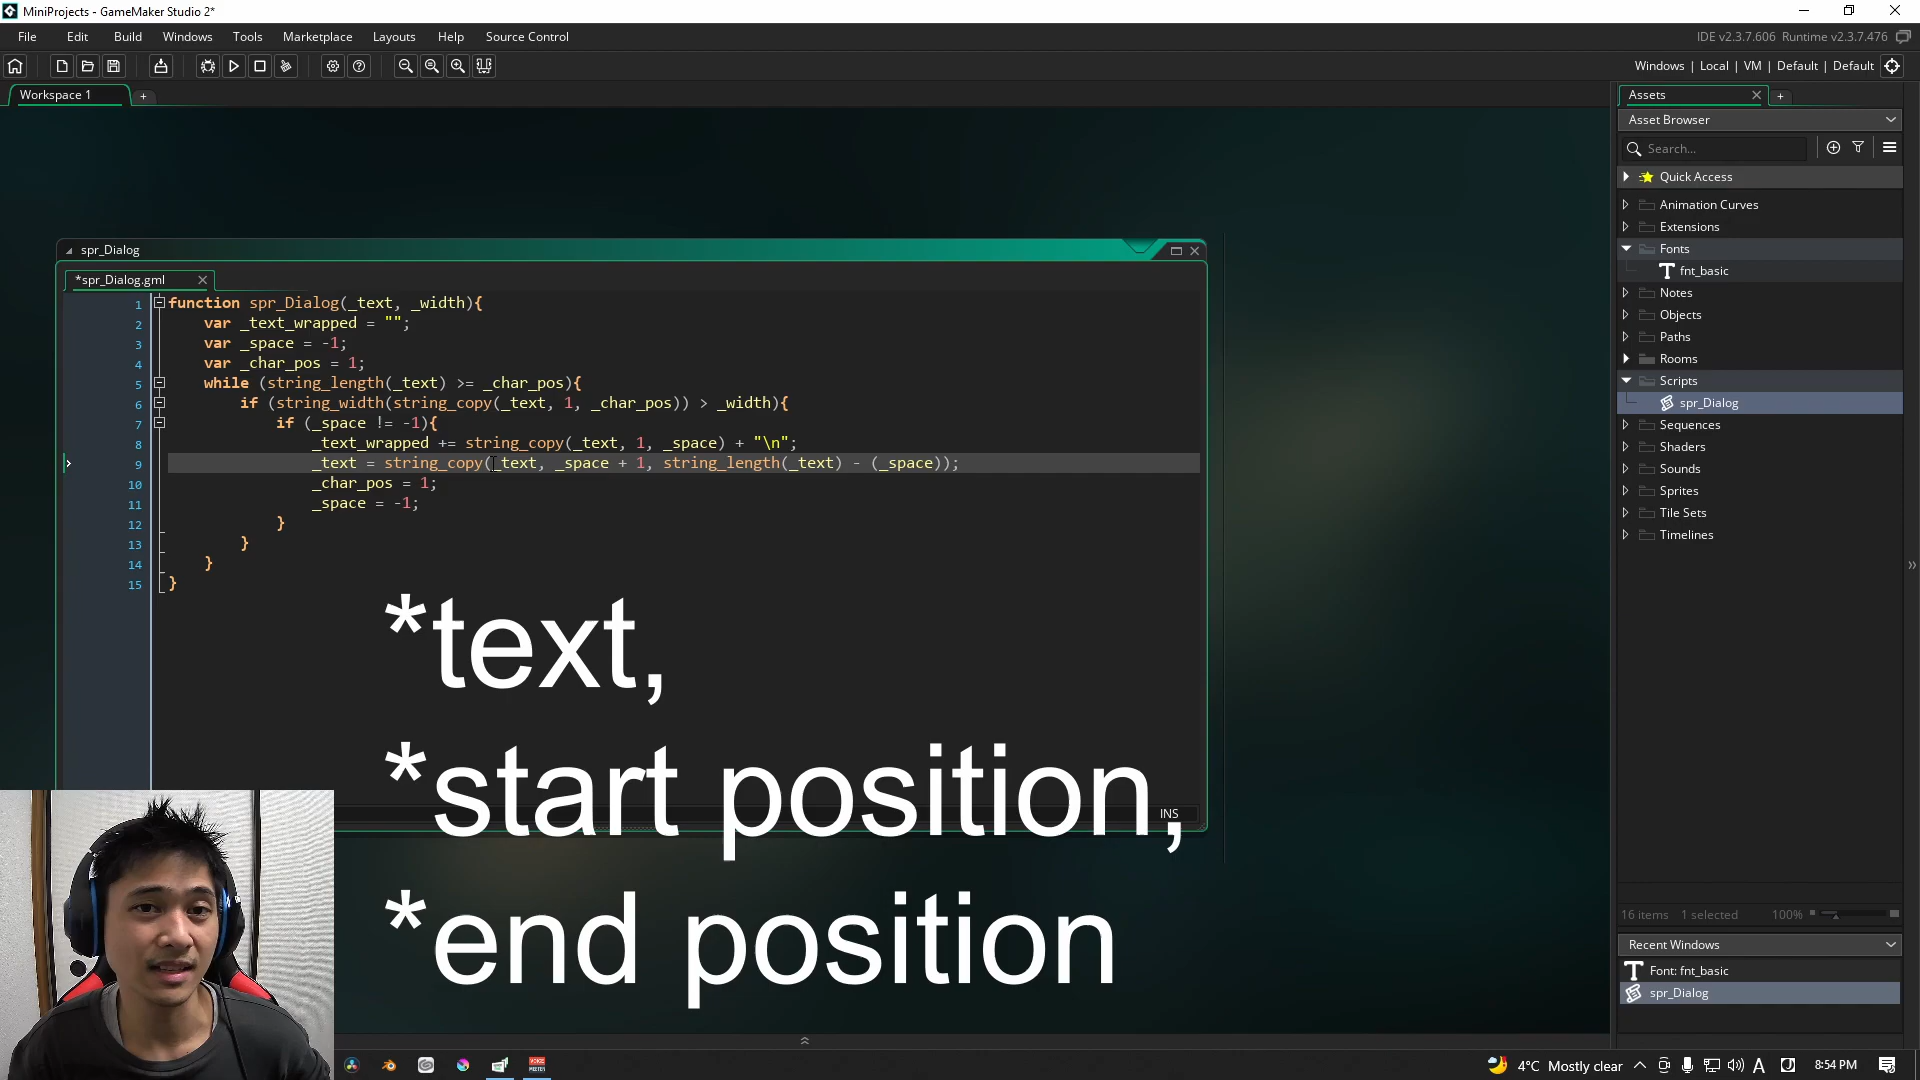 MiniProjects - GameMaker Studio 2*
File Edit Build Windows Tools Marketplace Layouts Help Source Control
IDE v2.3.7.606 Runtime v2.3.7.476
Windows | Local | VM | Default | Default
Workspace 1
+
Assets
+
Asset Browser
Search...
Quick Access
Animation Curves
Extensions
Fonts
fnt_basic
Notes
Objects
Paths
Rooms
Scripts
spr_Dialog
Sequences
Shaders
Sounds
Sprites
Tile Sets
Timelines
16 items 1 selected 100%
Recent Windows
Font: fnt_basic
spr_Dialog
spr_Dialog
*spr_Dialog.gml
1 function spr_Dialog(_text, _width){
2 var _text_wrapped = "";
3 var _space = -1;
4 var _char_pos = 1;
5 while (string_length(_text) >= _char_pos){
6 if (string_width(string_copy(_text, 1, _char_pos)) > _width){
7 if (_space != -1){
8 _text_wrapped += string_copy(_text, 1, _space) + "\n";
9 _text = string_copy(_text, _space + 1, string_length(_text) - (_space));
10 _char_pos = 1;
11 _space = -1;
12 }
13 }
14 }
15 }
INS
*text,
*start position,
*end position
4°C Mostly clear A 8:54 PM